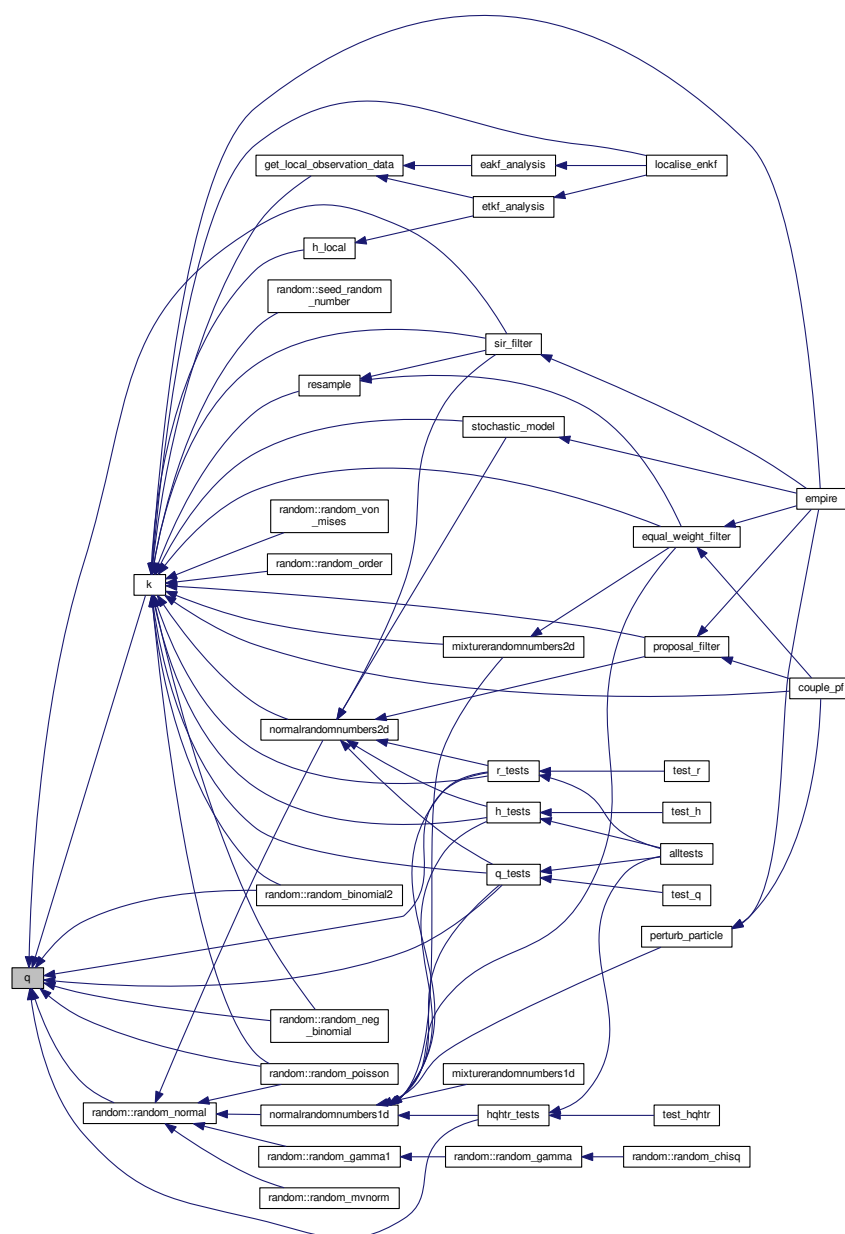 get_local_observation_data
eakf_analysis
localise_enkf
etkf_analysis
h_local
random::seed_random
_number
sir_filter
resample
stochastic_model
empire
random::random_von
_mises
equal_weight_filter
random::random_order
k
mixturerandomnumbers2d
proposal_filter
couple_pf
normalrandomnumbers2d
r_tests
test_r
h_tests
test_h
alltests
q_tests
random::random_binomial2
test_q
perturb_particle
q
random::random_neg
_binomial
random::random_poisson
mixturerandomnumbers1d
random::random_normal
normalrandomnumbers1d
hqhtr_tests
test_hqhtr
random::random_gamma1
random::random_gamma
random::random_chisq
random::random_mvnorm